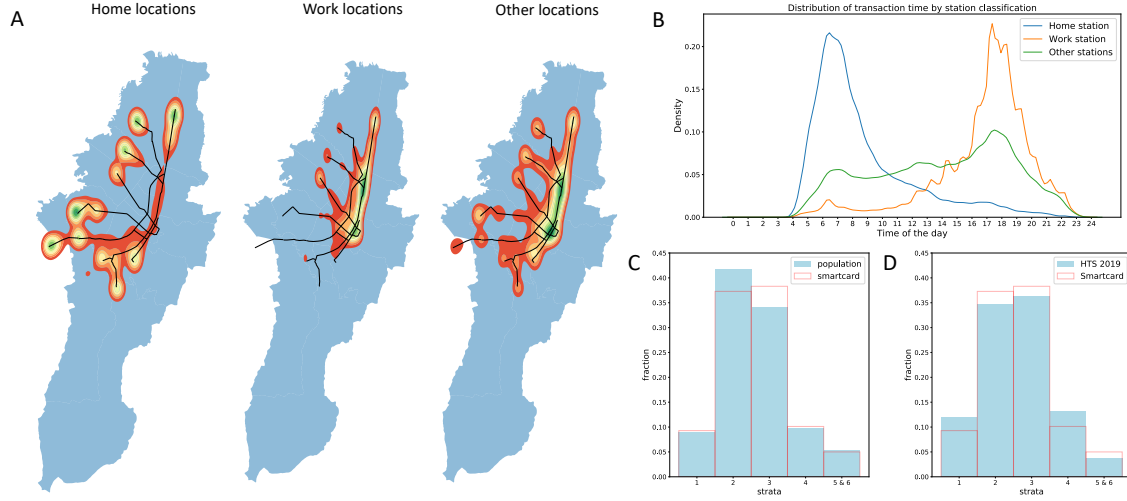 A
Home locations
Work locations
Other locations
B
Distribution of transaction time by station classification
Home station
Work station
Other stations
Density
0.20
0.15
0.10
0.05
0.00
0 1 2 3 4 5 6 7 8 9 10 11 12 13 14 15 16 17 18 19 20 21 22 23 24
Time of the day
C
population
smartcard
fraction
0.45
0.40
0.35
0.30
0.25
0.20
0.15
0.10
0.05
0.00
1 2 3 4 5 & 6
strata
D
HTS 2019
Smartcard
fraction
0.45
0.40
0.35
0.30
0.25
0.20
0.15
0.10
0.05
0.00
1 2 3 4 5 & 6
strata